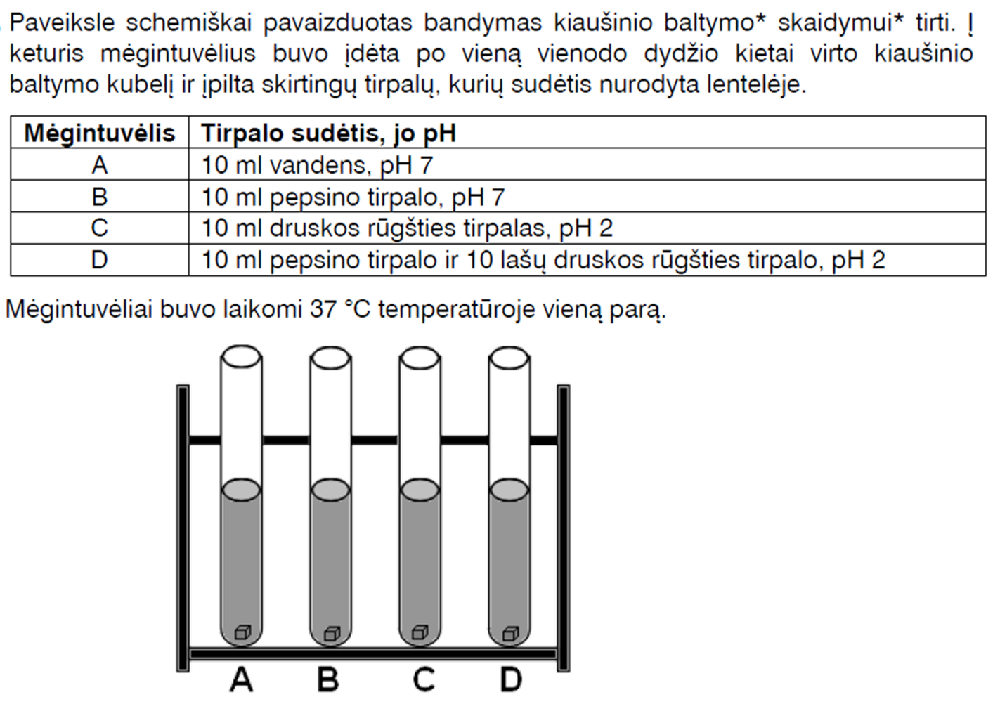 Paveiksle schemiškai pavaizduotas bandymas kiaušinio baltymo* skaidymui* tirti. Į
keturis mėgintuvėlius buvo įdėta po vieną vienodo dydžio kietai virto kiaušinio
baltymo kubelį ir įpilta skirtingų tirpalų, kurių sudėtis nurodyta lentelėje.
Mėgintuvėlis Tirpalo sudėtis, jo pH
A 10 ml vandens, pH 7
B 10 ml pepsino tirpalo, pH 7
C 10 ml druskos rūgšties tirpalas, pH 2
D 10 ml pepsino tirpalo ir 10 lašų druskos rūgšties tirpalo, pH 2
Mėgintuvėliai buvo laikomi 37 °C temperatūroje vieną parą.
A B C D